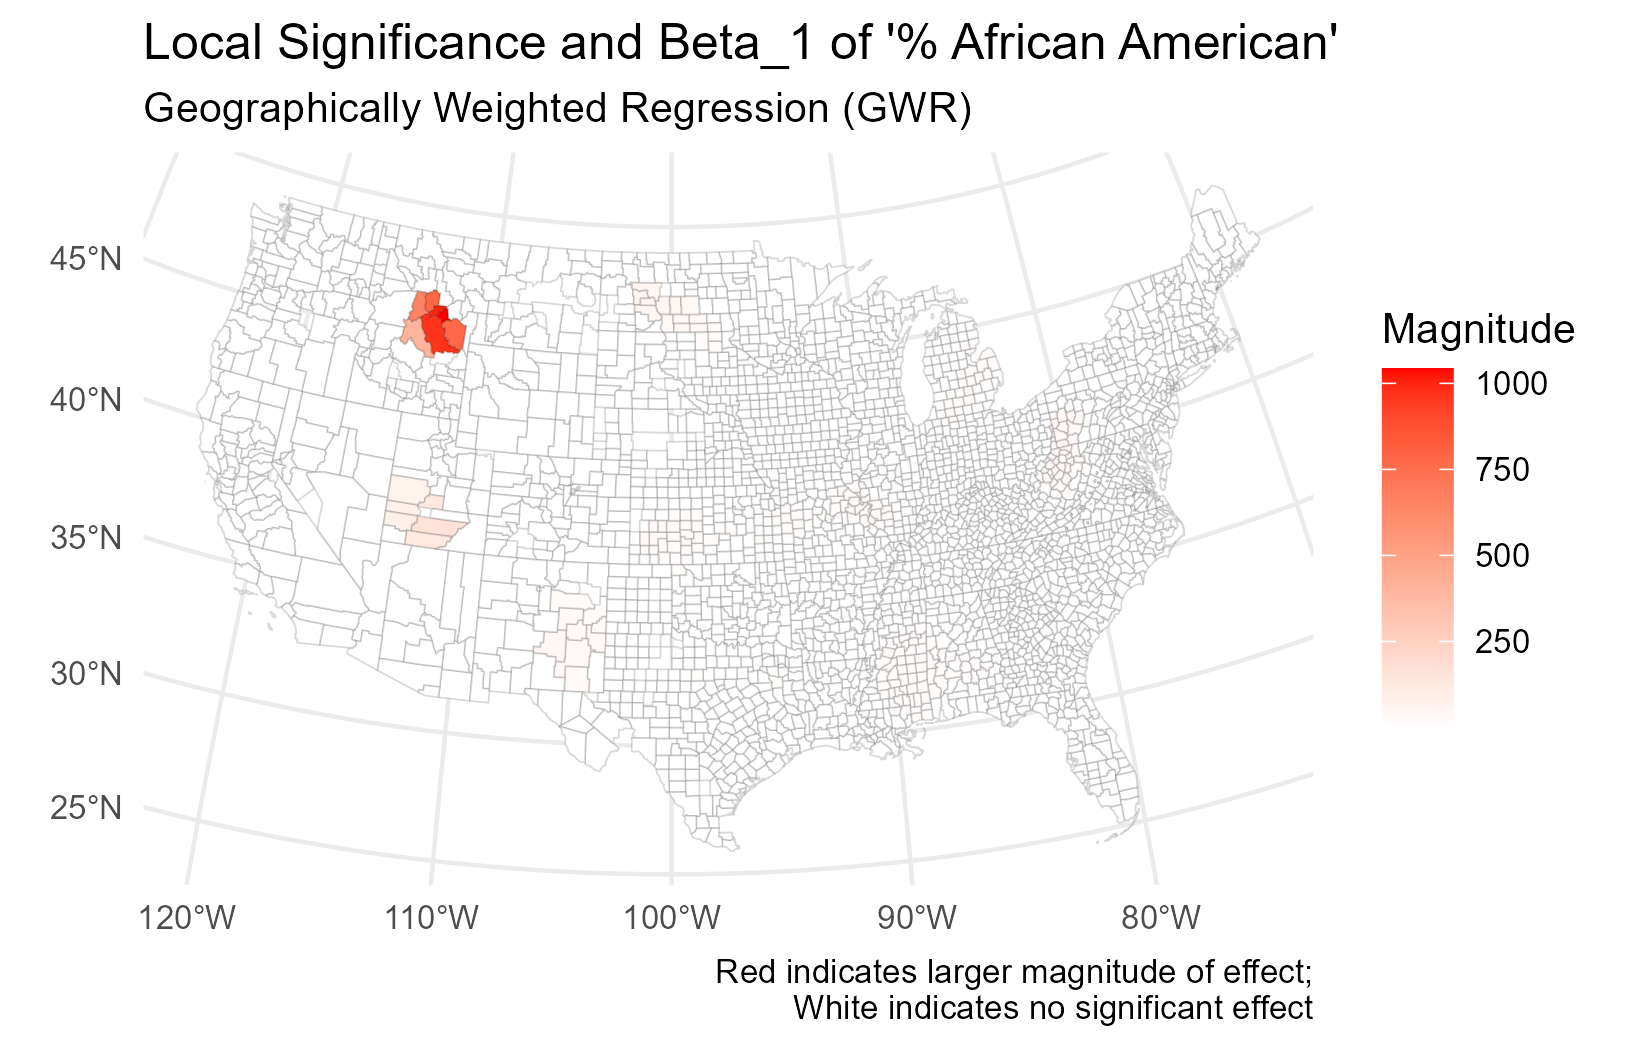 Local Significance and Beta_1 of '% African American'
Geographically Weighted Regression (GWR)
45°N
40°N
35°N
30°N
25°N
120°W
110°W
100°W
90°W
80°W
Magnitude
1000
750
500
250
Red indicates larger magnitude of effect;
White indicates no significant effect